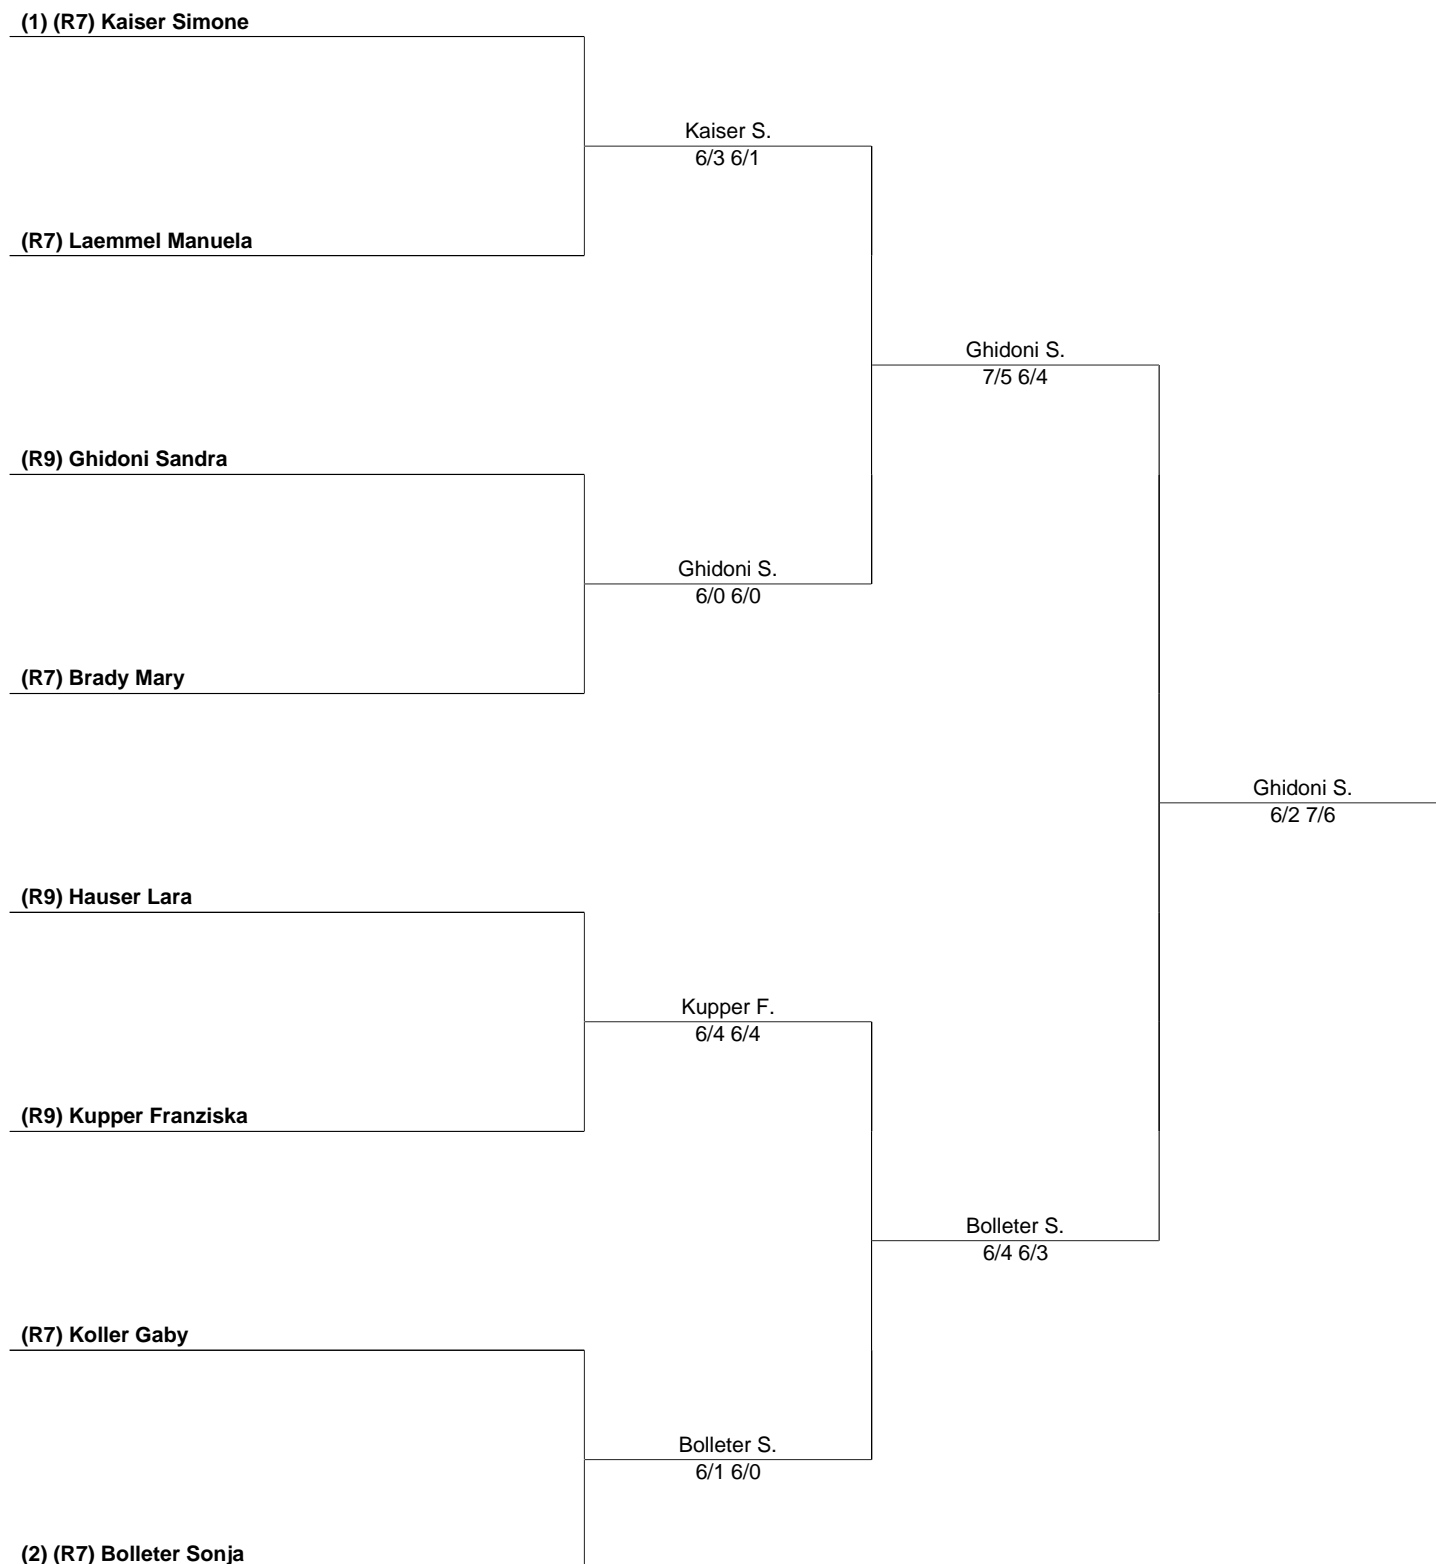 (1) (R7) Kaiser Simone
Kaiser S.
6/3 6/1
(R7) Laemmel Manuela
Ghidoni S.
7/5 6/4
(R9) Ghidoni Sandra
Ghidoni S.
6/0 6/0
(R7) Brady Mary
Ghidoni S.
6/2 7/6
(R9) Hauser Lara
Kupper F.
6/4 6/4
(R9) Kupper Franziska
Bolleter S.
6/4 6/3
(R7) Koller Gaby
Bolleter S.
6/1 6/0
(2) (R7) Bolleter Sonja